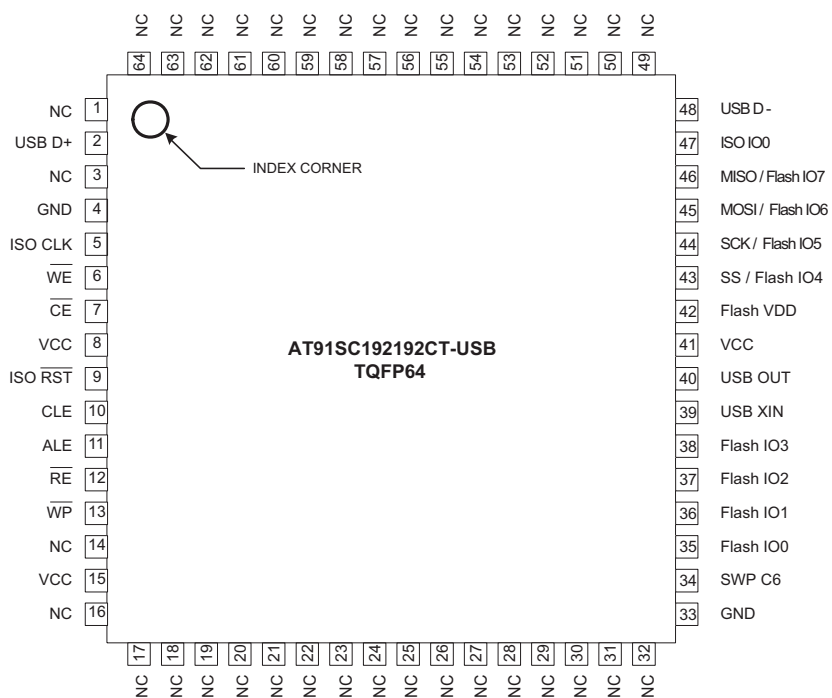 NC NC NC NC NC NC NC NC NC NC NC NC NC NC NC NC
64 63 62 61 60 59 58 57 56 55 54 53 52 51 50 49
NC 1
USB D+ 2
NC 3
GND 4
ISO CLK 5
W̅E̅ 6
C̅E̅ 7
VCC 8
ISO R̅S̅T̅ 9
CLE 10
ALE 11
R̅E̅ 12
W̅P̅ 13
NC 14
VCC 15
NC 16
INDEX CORNER
AT91SC192192CT-USB
TQFP64
48 USB D-
47 ISO IO0
46 MISO / Flash IO7
45 MOSI / Flash IO6
44 SCK / Flash IO5
43 SS / Flash IO4
42 Flash VDD
41 VCC
40 USB OUT
39 USB XIN
38 Flash IO3
37 Flash IO2
36 Flash IO1
35 Flash IO0
34 SWP C6
33 GND
17 18 19 20 21 22 23 24 25 26 27 28 29 30 31 32
NC NC NC NC NC NC NC NC NC NC NC NC NC NC NC NC